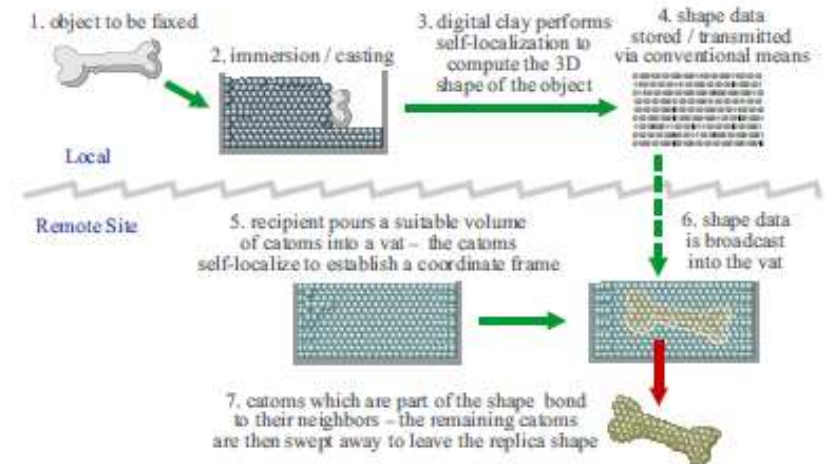 1. object to be faxed
2, immersion / casting
3. digital clay performs
self-localization to
compute the 3D
shape of the object
4. shape data
stored / transmitted
via conventional means
Local
Remote Site
5. recipient pours a suitable volume
of catoms into a vat – the catoms
self-localize to establish a coordinate frame
6. shape data
is broadcast
into the vat
7. catoms which are part of the shape bond
to their neighbors – the remaining catoms
are then swept away to leave the replica shape